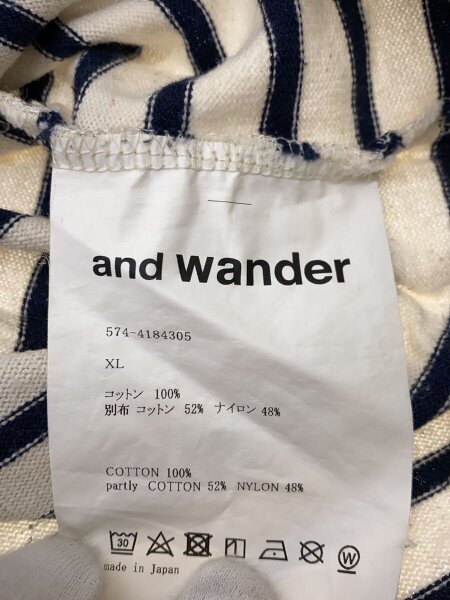 and wander
574-4184305
XL
コットン 100%
別布 コットン 52% ナイロン 48%
COTTON 100%
partly COTTON 52% NYLON 48%
30 W
made in Japan